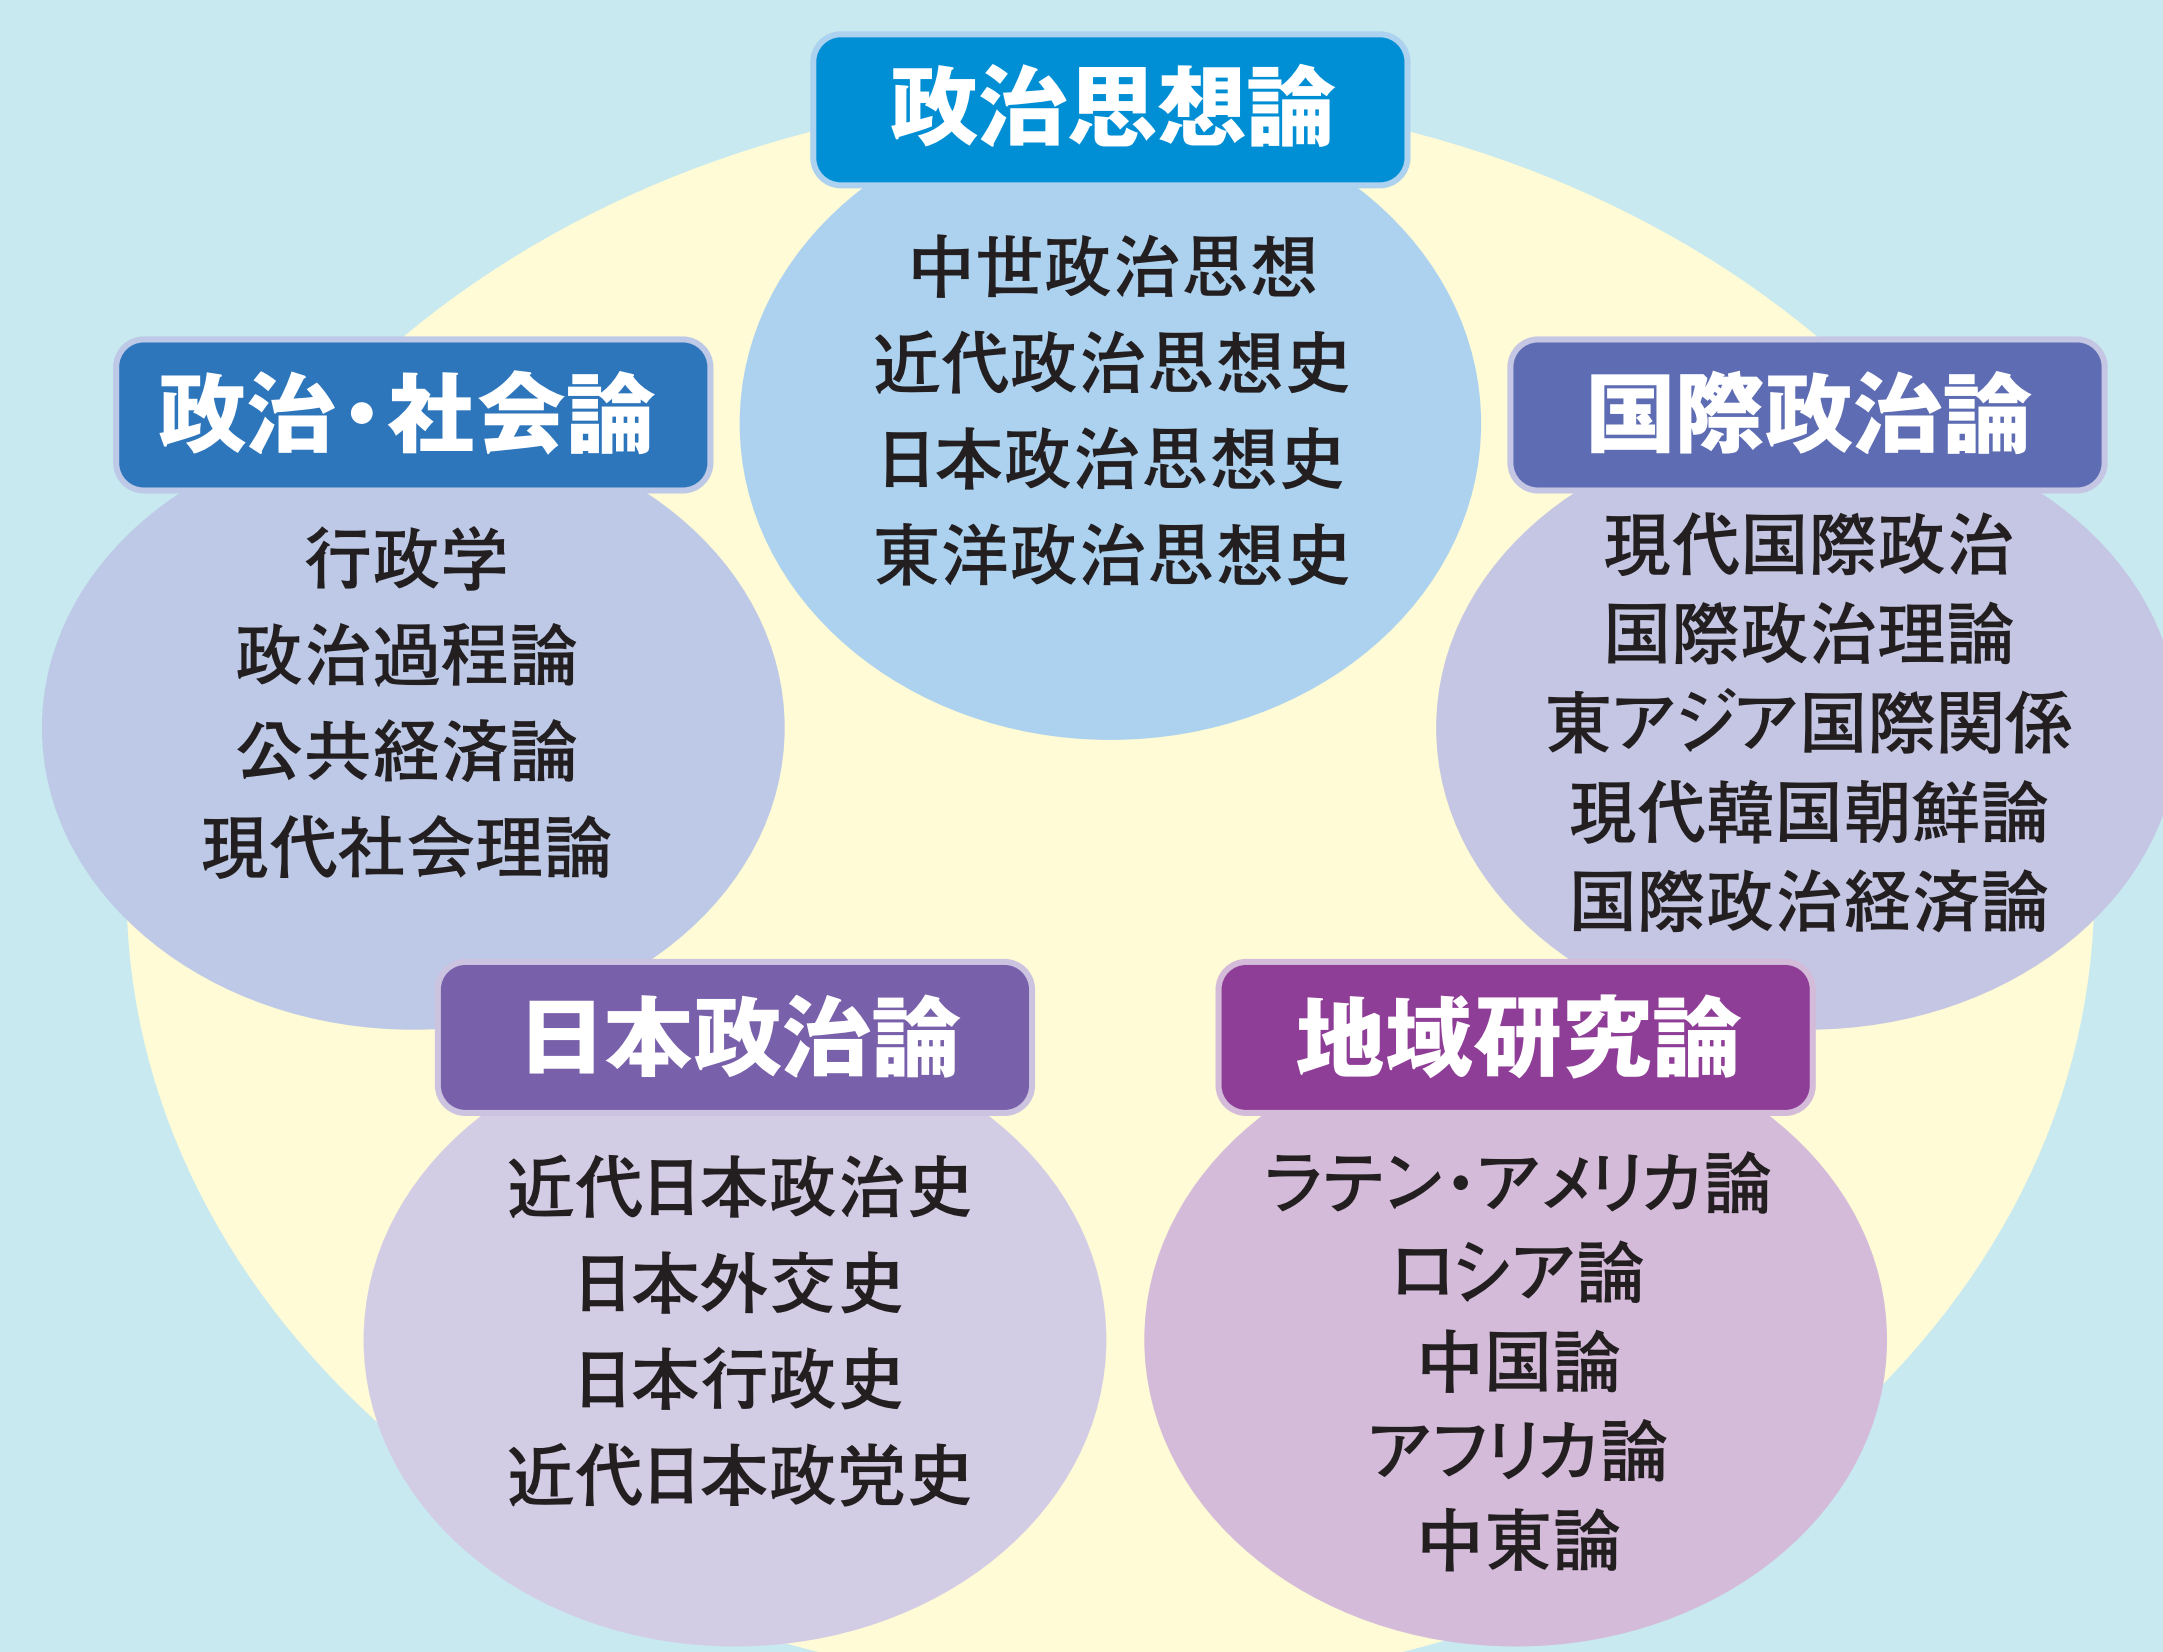 政治思想論
中世政治思想
近代政治思想史
日本政治思想史
東洋政治思想史
政治・社会論
行政学
政治過程論
公共経済論
現代社会理論
国際政治論
現代国際政治
国際政治理論
東アジア国際関係
現代韓国朝鮮論
国際政治経済論
日本政治論
近代日本政治史
日本外交史
日本行政史
近代日本政党史
地域研究論
ラテン・アメリカ論
ロシア論
中国論
アフリカ論
中東論